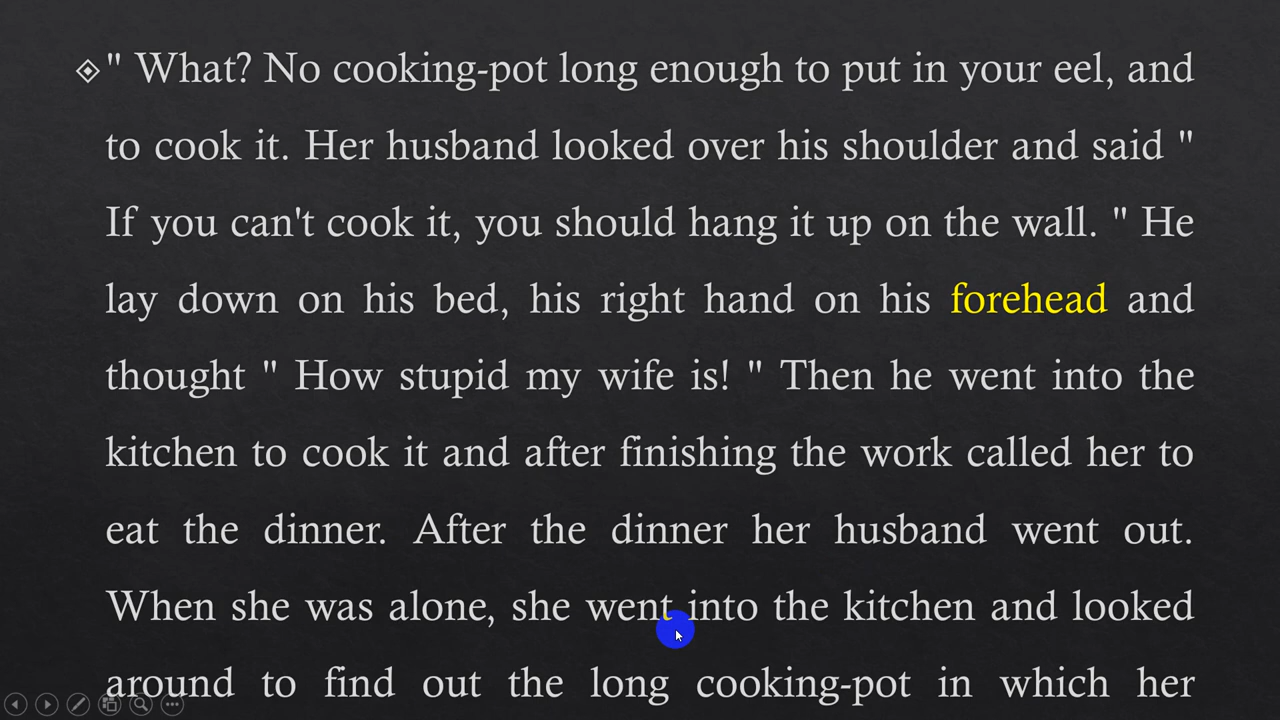 " What? No cooking-pot long enough to put in your eel, and
to cook it. Her husband looked over his shoulder and said "
If you can't cook it, you should hang it up on the wall. " He
lay down on his bed, his right hand on his forehead and
thought " How stupid my wife is! " Then he went into the
kitchen to cook it and after finishing the work called her to
eat the dinner. After the dinner her husband went out.
When she was alone, she went into the kitchen and looked
around to find out the long cooking-pot in which her